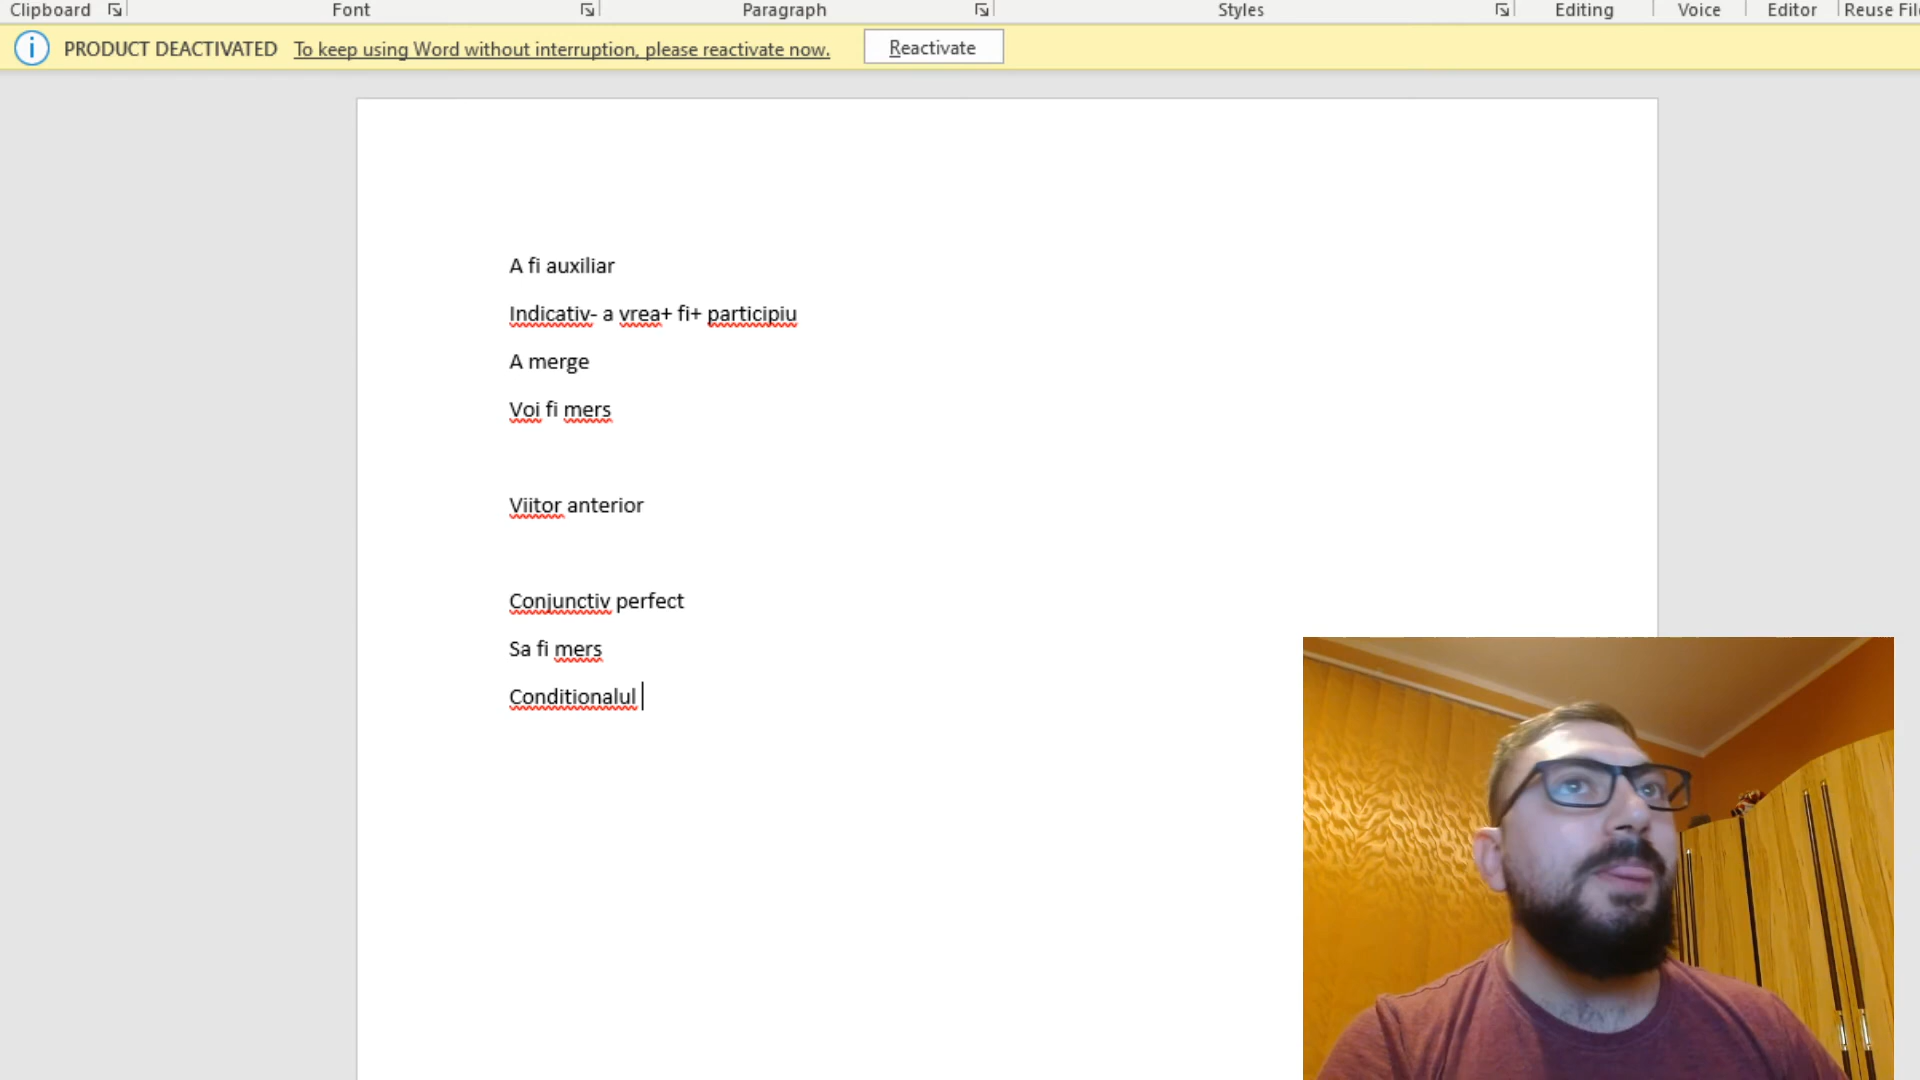 Clipboard Font Paragraph Styles Editing Voice Editor Reuse Fil
PRODUCT DEACTIVATED To keep using Word without interruption, please reactivate now. Reactivate
A fi auxiliar
Indicativ- a vrea+ fi+ participiu
A merge
Voi fi mers
Viitor anterior
Conjunctiv perfect
Sa fi mers
Conditionalul